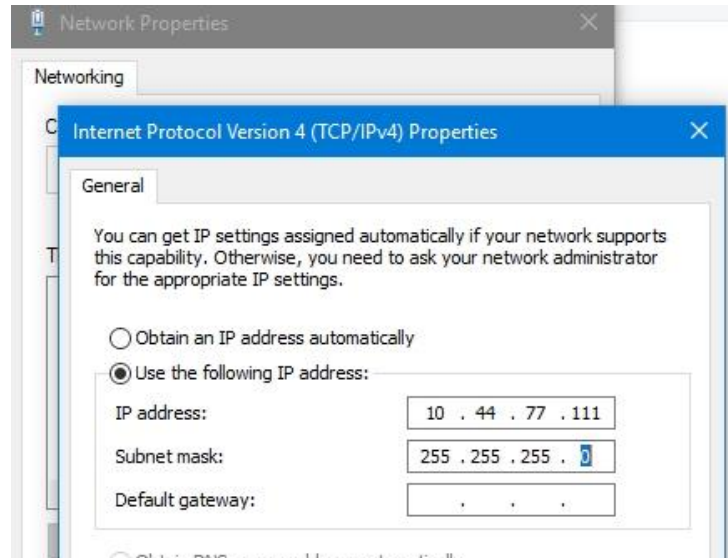 Network Properties
Networking
C
Internet Protocol Version 4 (TCP/IPv4) Properties
General
You can get IP settings assigned automatically if your network supports
this capability. Otherwise, you need to ask your network administrator
for the appropriate IP settings.
T
Obtain an IP address automatically
Use the following IP address:
IP address: 10 . 44 . 77 . 111
Subnet mask: 255 . 255 . 255 . 0
Default gateway: . . .